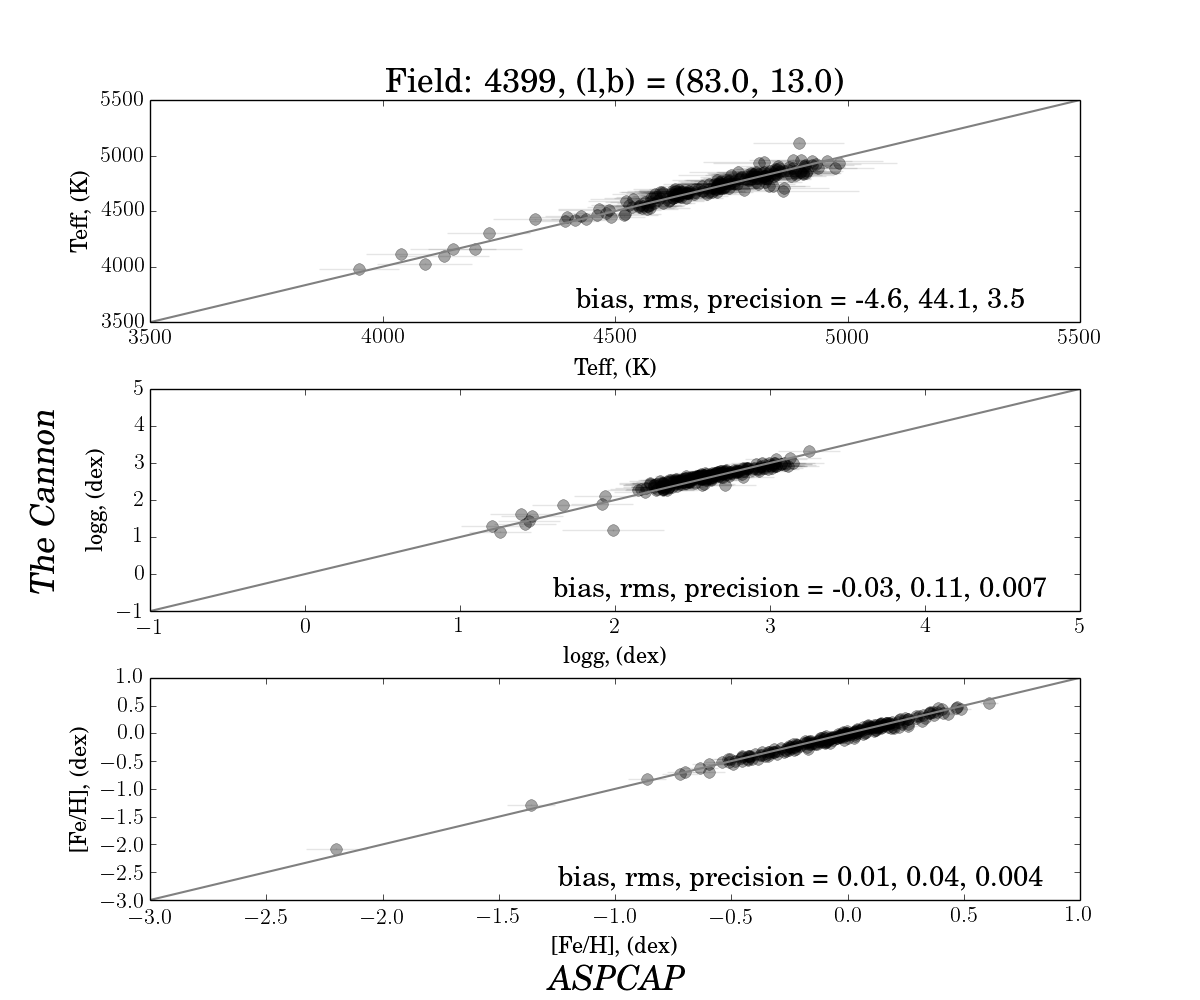 Field: 4399, (l,b) = (83.0, 13.0)
5500
5000
4500
4000
3500
Teff, (K)
bias, rms, precision = -4.6, 44.1, 3.5
3500 4000 4500 5000 5500
Teff, (K)
The Cannon
5
4
3
2
1
0
−1
logg, (dex)
bias, rms, precision = -0.03, 0.11, 0.007
−1 0 1 2 3 4 5
logg, (dex)
1.0
0.5
0.0
−0.5
−1.0
−1.5
−2.0
−2.5
−3.0
[Fe/H], (dex)
bias, rms, precision = 0.01, 0.04, 0.004
−3.0 −2.5 −2.0 −1.5 −1.0 −0.5 0.0 0.5 1.0
[Fe/H], (dex)
ASPCAP